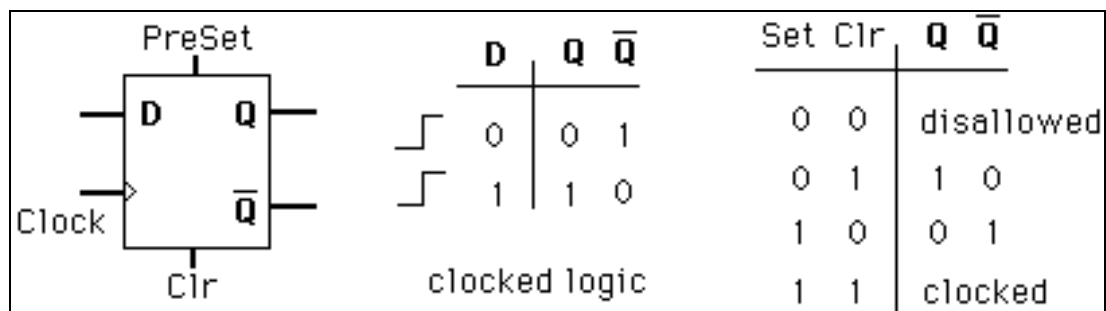 PreSet
D Q
Q̅
Clock
Clr
D Q Q̅
0 0 1
1 1 0
clocked logic
Set Clr Q Q̅
0 0 disallowed
0 1 1 0
1 0 0 1
1 1 clocked